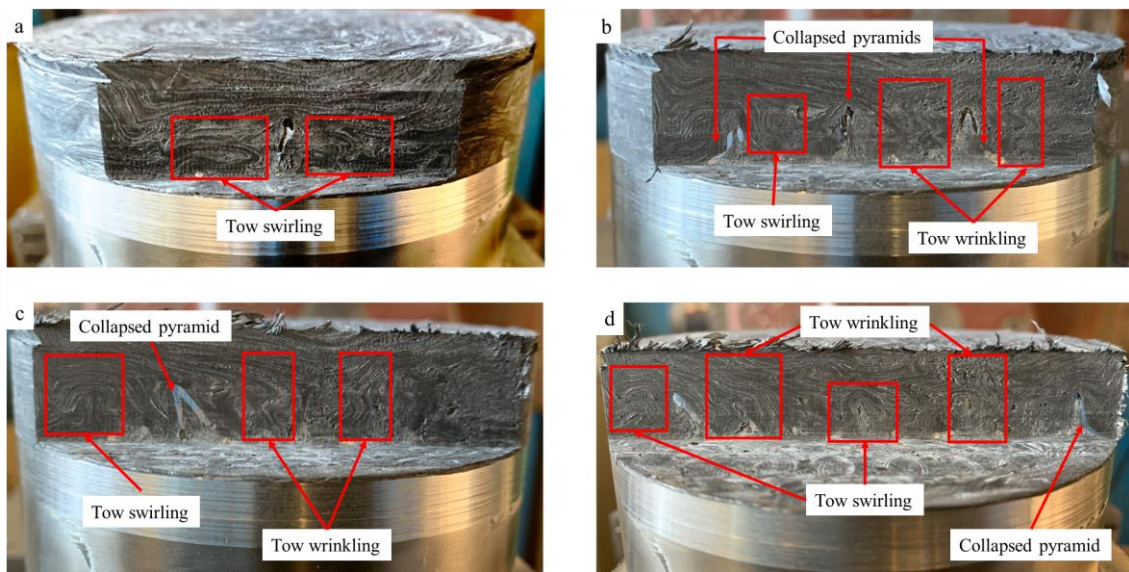 a
Tow swirling
b
Collapsed pyramids
Tow swirling
Tow wrinkling
c
Collapsed pyramid
Tow swirling
Tow wrinkling
d
Tow wrinkling
Tow swirling
Collapsed pyramid